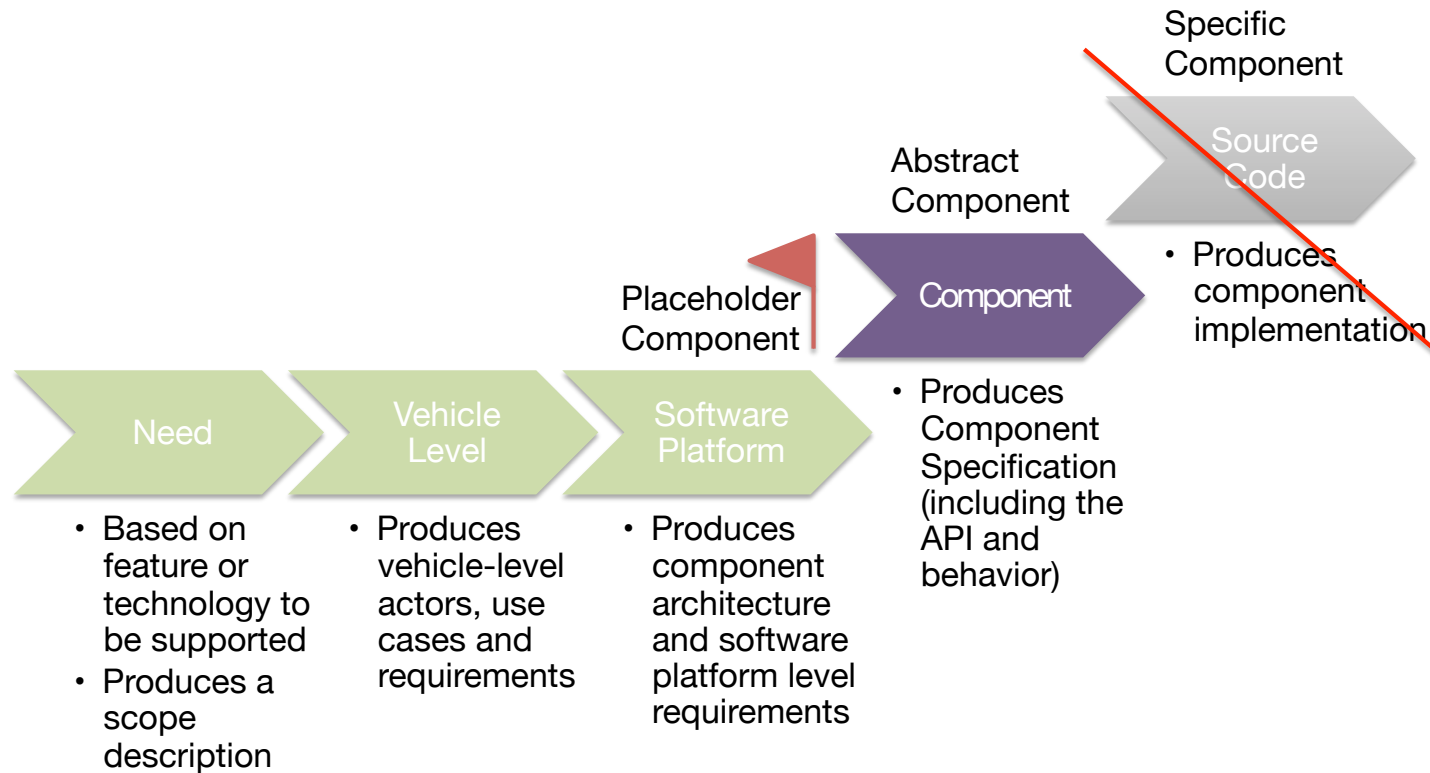 Specific
Component
Source
Code
• Produces
component
implementation
Abstract
Component
Component
• Produces
Component
Specification
(including the
API and
behavior)
Placeholder
Component
Need
• Based on
feature or
technology to
be supported
• Produces a
scope
description
Vehicle
Level
• Produces
vehicle-level
actors, use
cases and
requirements
Software
Platform
• Produces
component
architecture
and software
platform level
requirements